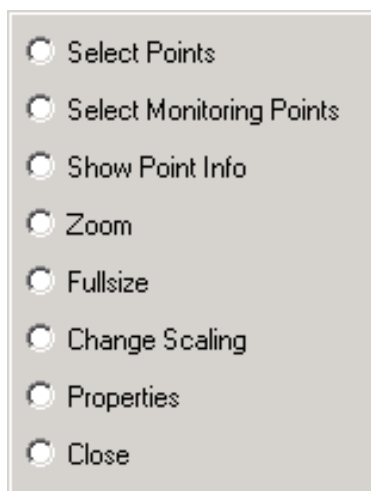 Select Points
Select Monitoring Points
Show Point Info
Zoom
Fullsize
Change Scaling
Properties
Close